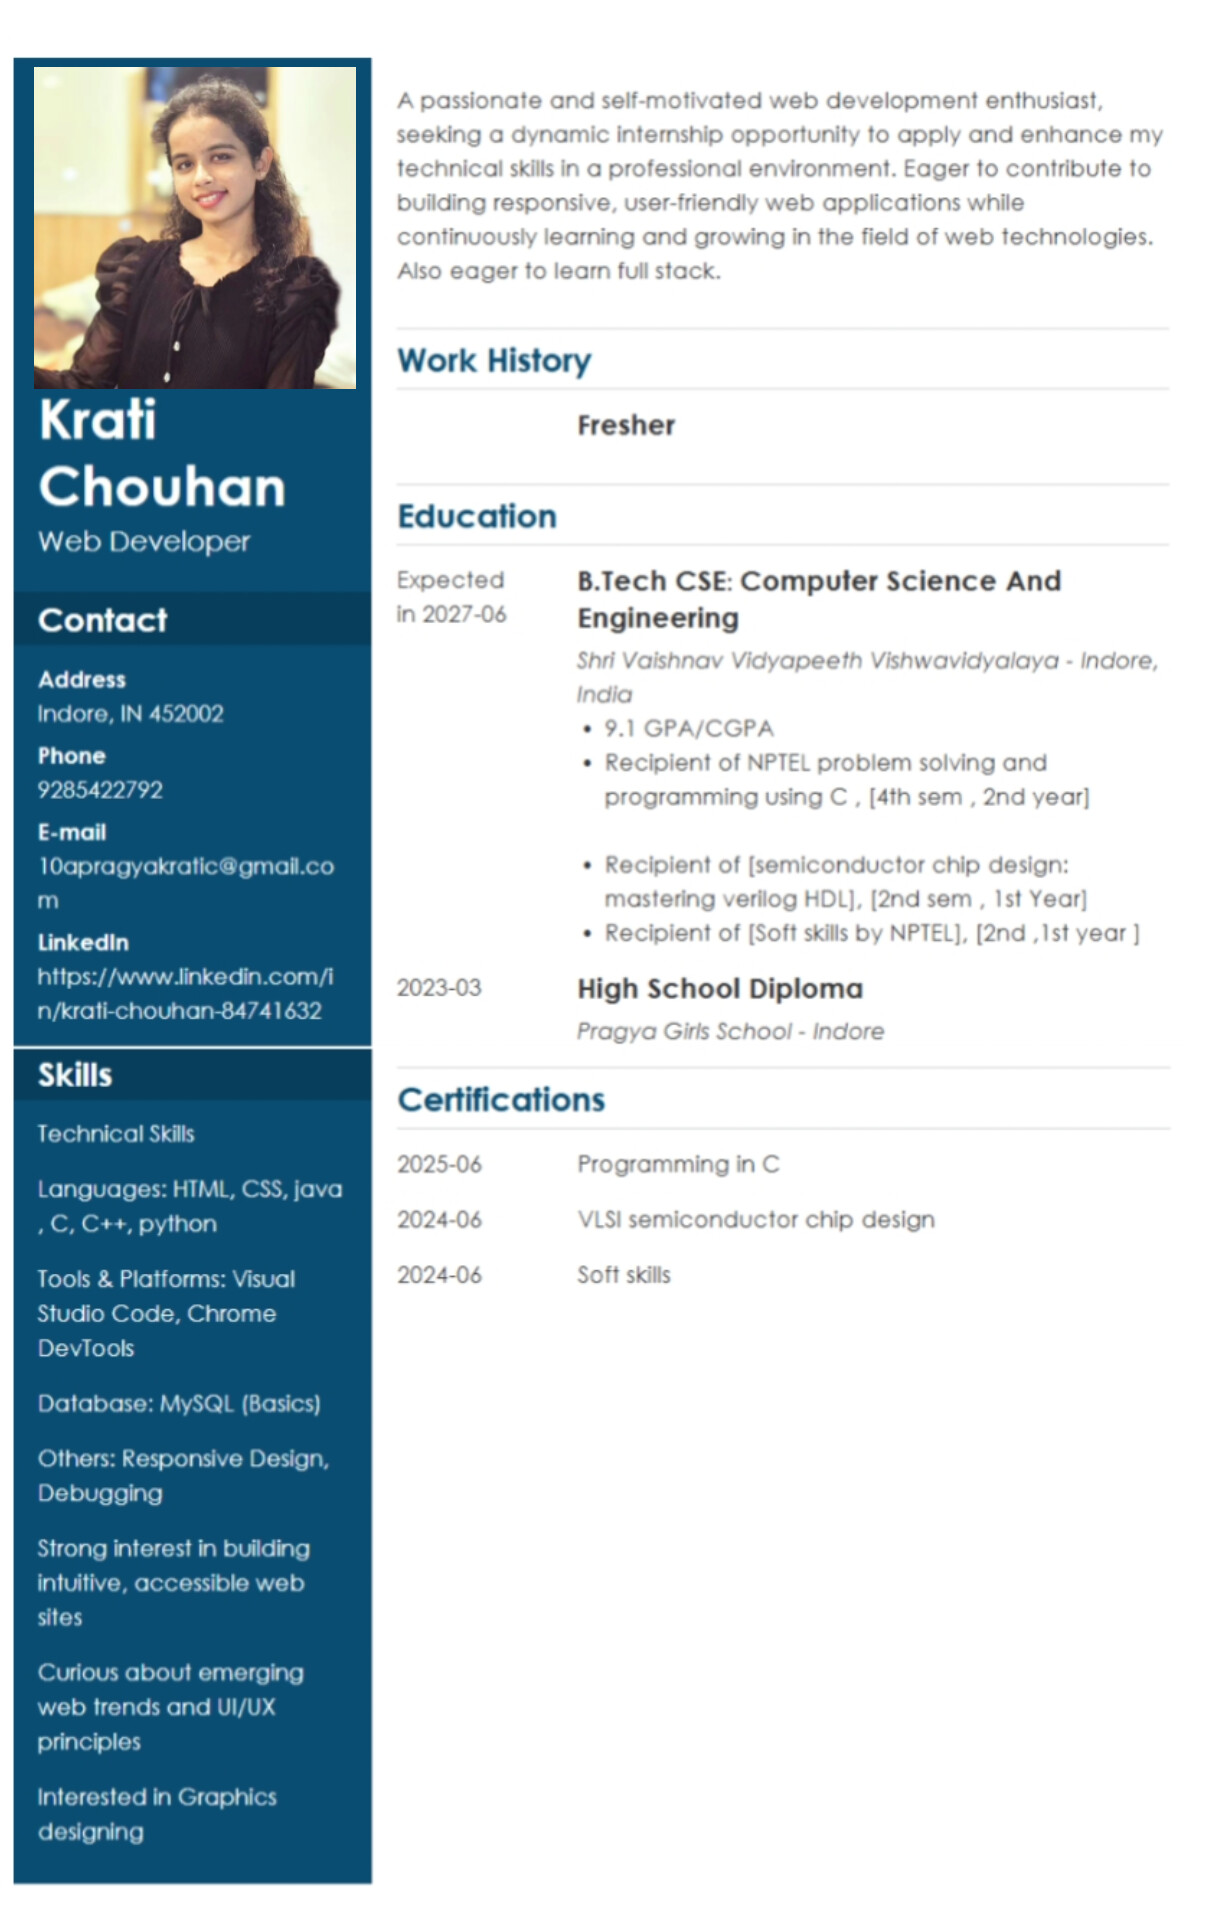 Krati
Chouhan
Web Developer
Contact
Address
Indore, IN 452002
Phone
9285422792
E-mail
10apragyakratic@gmail.co
m
LinkedIn
https://www.linkedin.com/i
n/krati-chouhan-84741632
Skills
Technical Skills
Languages: HTML, CSS, java
, C, C++, python
Tools & Platforms: Visual
Studio Code, Chrome
DevTools
Database: MySQL (Basics)
Others: Responsive Design,
Debugging
Strong interest in building
intuitive, accessible web
sites
Curious about emerging
web trends and UI/UX
principles
Interested in Graphics
designing
A passionate and self-motivated web development enthusiast,
seeking a dynamic internship opportunity to apply and enhance my
technical skills in a professional environment. Eager to contribute to
building responsive, user-friendly web applications while
continuously learning and growing in the field of web technologies.
Also eager to learn full stack.
Work History
Fresher
Education
Expected
in 2027-06
B.Tech CSE: Computer Science And
Engineering
Shri Vaishnav Vidyapeeth Vishwavidyalaya - Indore,
India
• 9.1 GPA/CGPA
• Recipient of NPTEL problem solving and
programming using C , [4th sem , 2nd year]
• Recipient of [semiconductor chip design:
mastering verilog HDL], [2nd sem , 1st Year]
• Recipient of [Soft skills by NPTEL], [2nd ,1st year ]
2023-03 High School Diploma
Pragya Girls School - Indore
Certifications
2025-06 Programming in C
2024-06 VLSI semiconductor chip design
2024-06 Soft skills